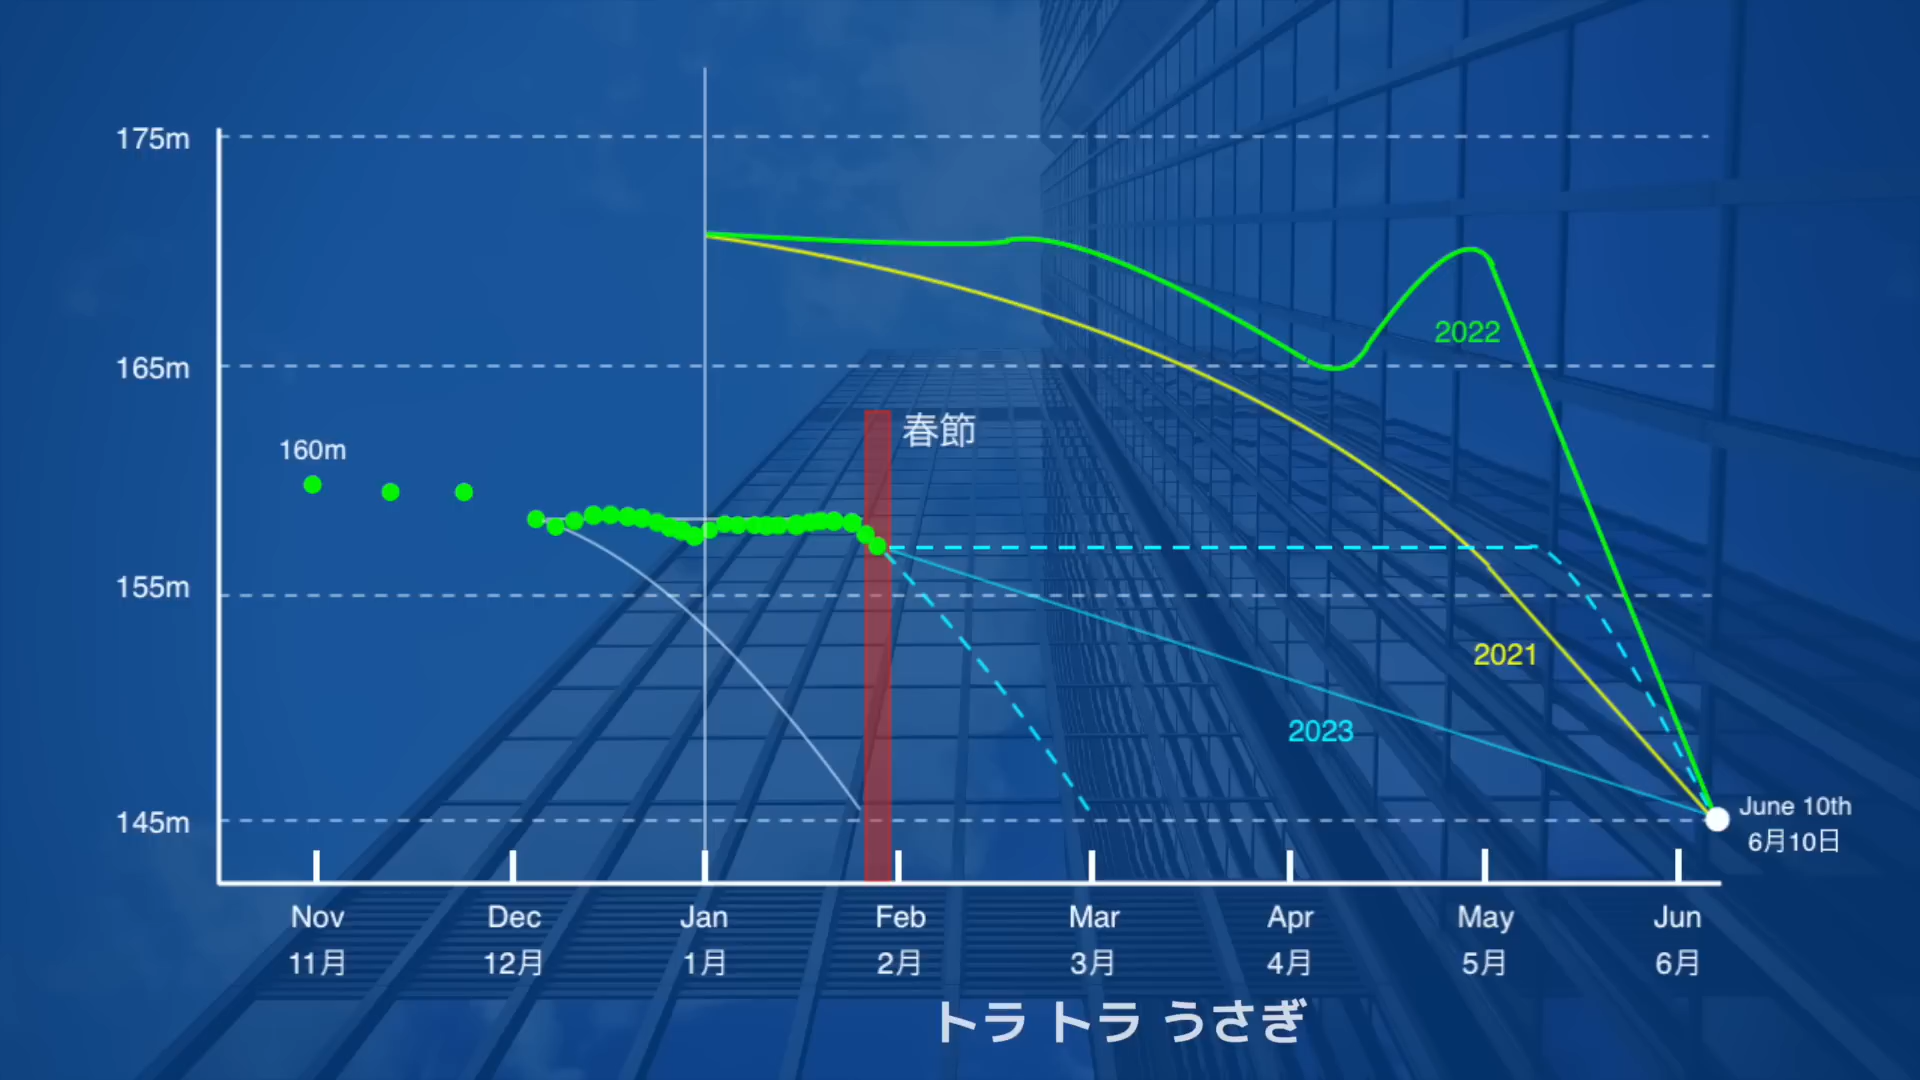 175m
165m
160m
155m
145m
春節
2022
2021
2023
June 10th
6月10日
Nov Dec Jan Feb Mar Apr May Jun
11月 12月 1月 2月 3月 4月 5月 6月
トラ トラ うさぎ